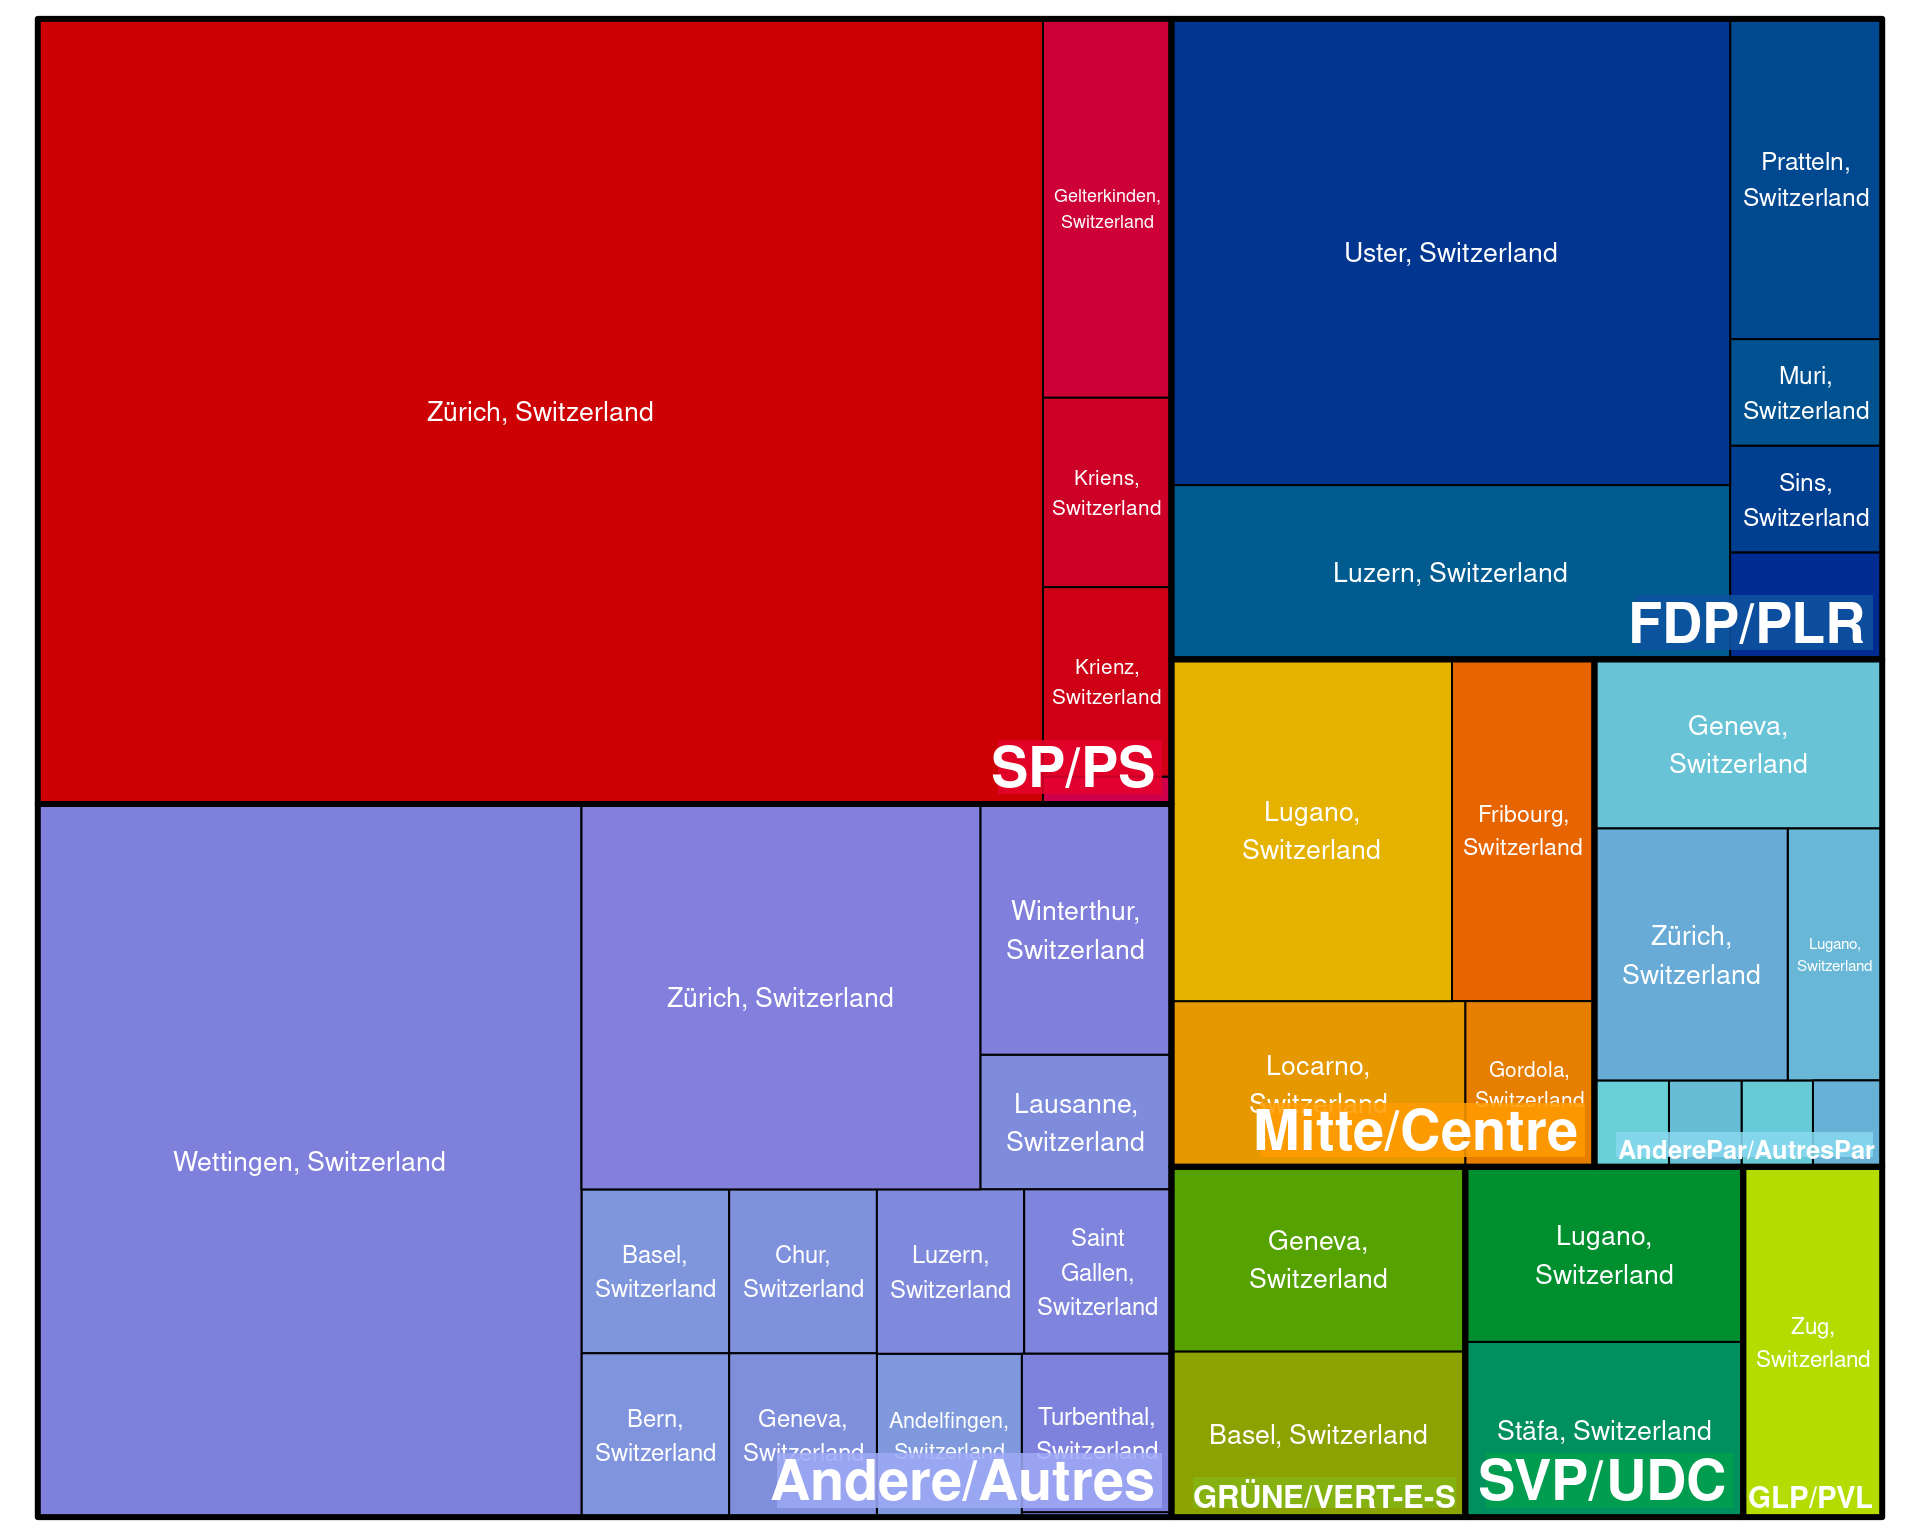 Zürich, Switzerland
Gelterkinden,
Switzerland
Kriens,
Switzerland
Krienz,
Switzerland
SP/PS
Uster, Switzerland
Pratteln,
Switzerland
Muri,
Switzerland
Sins,
Switzerland
Luzern, Switzerland
FDP/PLR
Wettingen, Switzerland
Zürich, Switzerland
Winterthur,
Switzerland
Lausanne,
Switzerland
Basel,
Switzerland
Chur,
Switzerland
Luzern,
Switzerland
Saint
Gallen,
Switzerland
Bern,
Switzerland
Geneva,
Switzerland
Andelfingen,
Switzerland
Turbenthal,
Switzerland
Andere/Autres
Lugano,
Switzerland
Fribourg,
Switzerland
Locarno,
Switzerland
Gordola,
Switzerland
Mitte/Centre
Geneva,
Switzerland
Zürich,
Switzerland
Lugano,
Switzerland
AnderePar/AutresPar
Geneva,
Switzerland
Basel, Switzerland
GRÜNE/VERT-E-S
Lugano,
Switzerland
Stäfa, Switzerland
SVP/UDC
Zug,
Switzerland
GLP/PVL